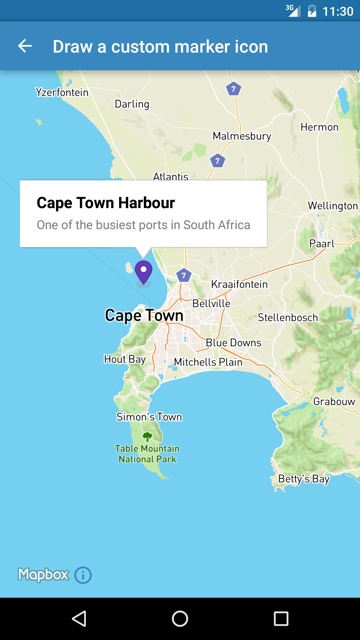 3G
11:30
Draw a custom marker icon
Yzerfontein
Darling
7
Hermon
Malmesbury
7
Atlantis
Cape Town Harbour
One of the busiest ports in South Africa
Wellington
Paarl
7
Kraaifontein
Bellville
Cape Town
Stellenbosch
Blue Downs
Hout Bay
Mitchells Plain
Grabouw
Simon's Town
Table Mountain
National Park
Betty's Bay
Mapbox